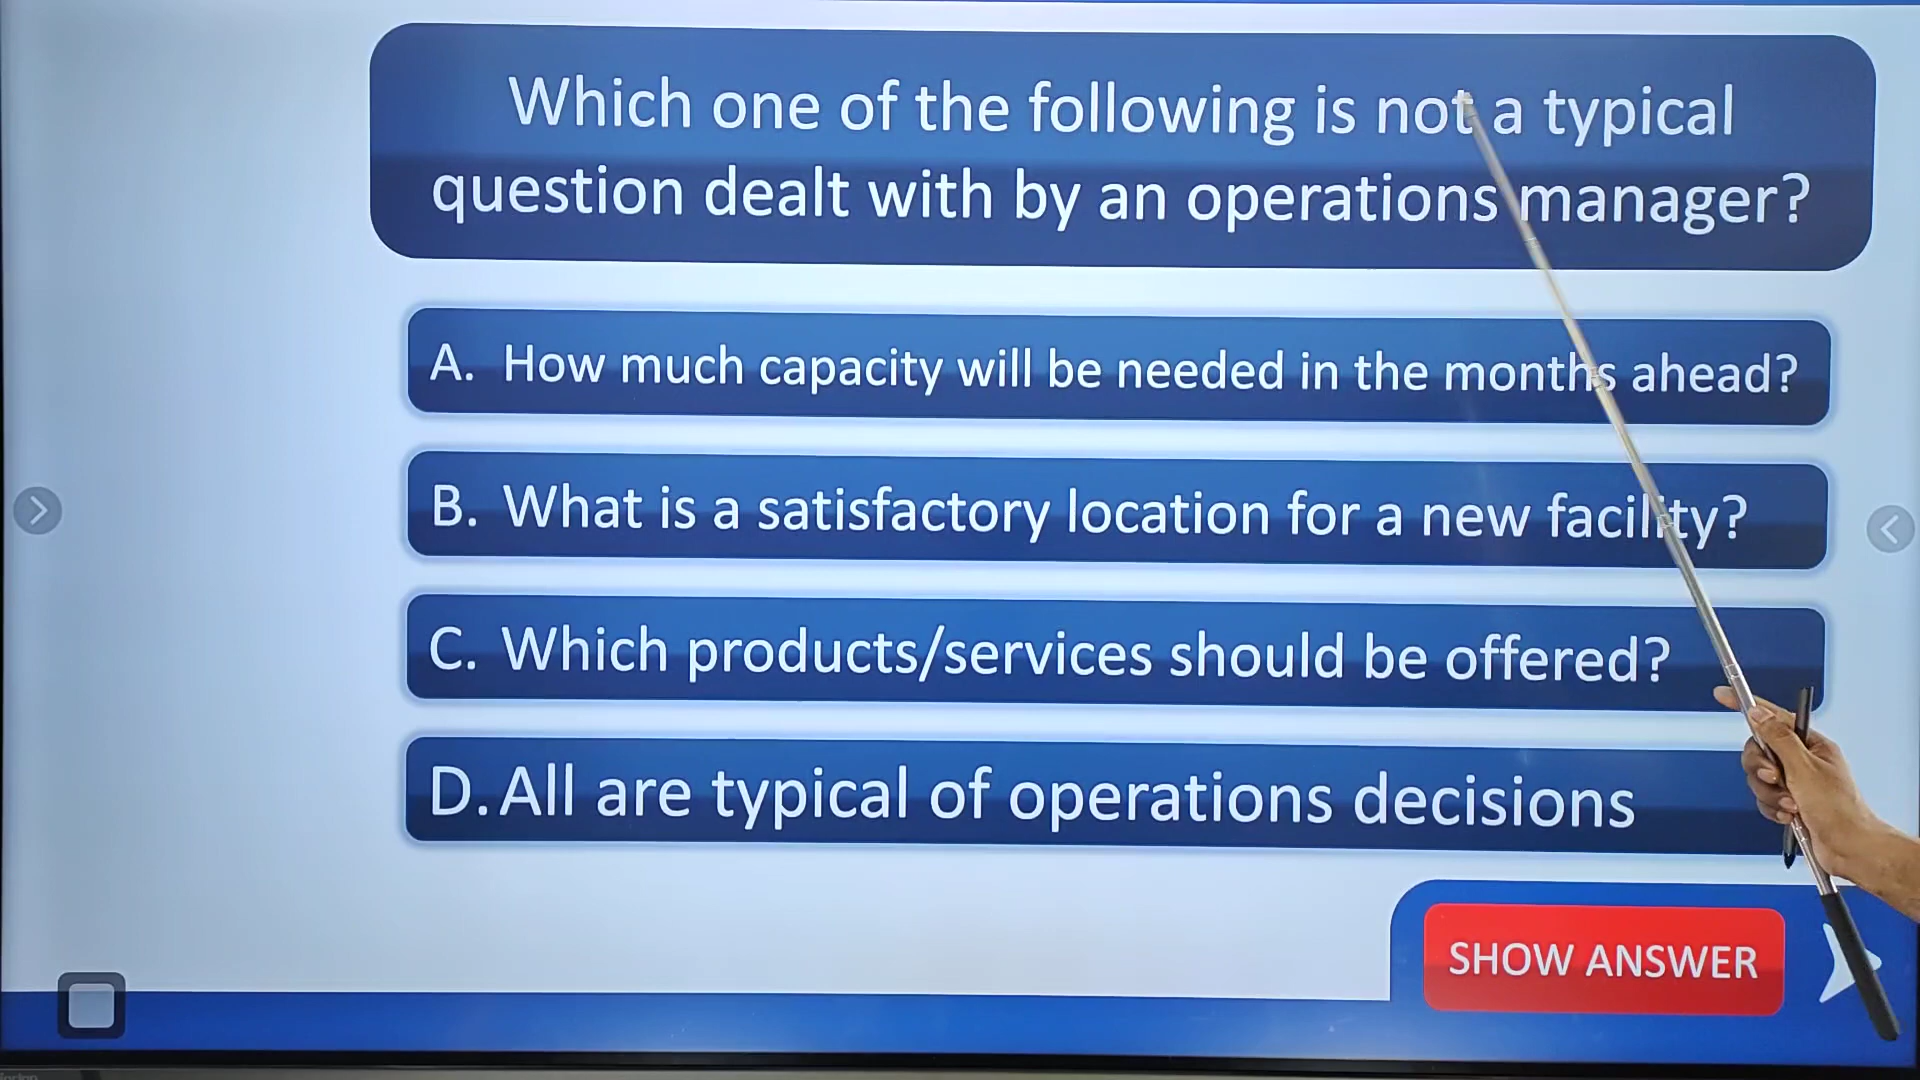 Which one of the following is not a typical
question dealt with by an operations manager?
A. How much capacity will be needed in the months ahead?
B. What is a satisfactory location for a new facility?
C. Which products/services should be offered?
D. All are typical of operations decisions
SHOW ANSWER